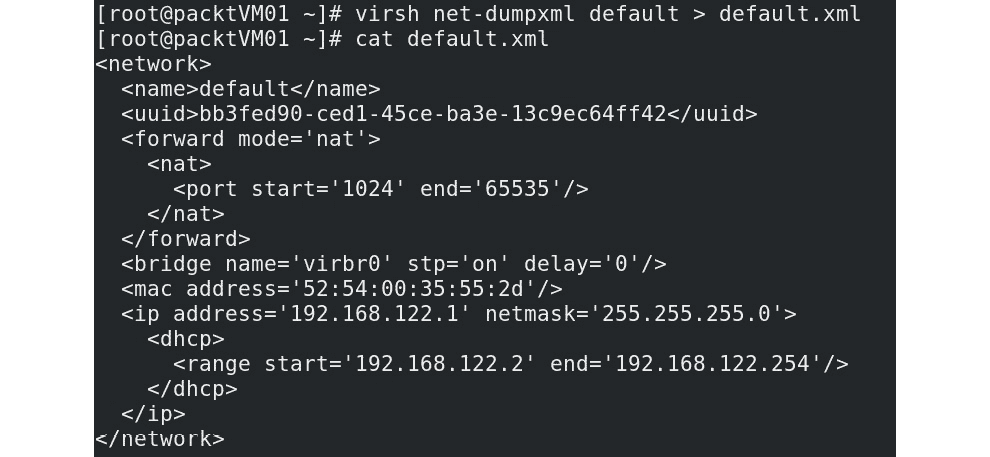 [root@packtVM01 ~]# virsh net-dumpxml default > default.xml
[root@packtVM01 ~]# cat default.xml
<network>
  <name>default</name>
  <uuid>bb3fed90-ced1-45ce-ba3e-13c9ec64ff42</uuid>
  <forward mode='nat'>
    <nat>
      <port start='1024' end='65535'/>
    </nat>
  </forward>
  <bridge name='virbr0' stp='on' delay='0'/>
  <mac address='52:54:00:35:55:2d'/>
  <ip address='192.168.122.1' netmask='255.255.255.0'>
    <dhcp>
      <range start='192.168.122.2' end='192.168.122.254'/>
    </dhcp>
  </ip>
</network>